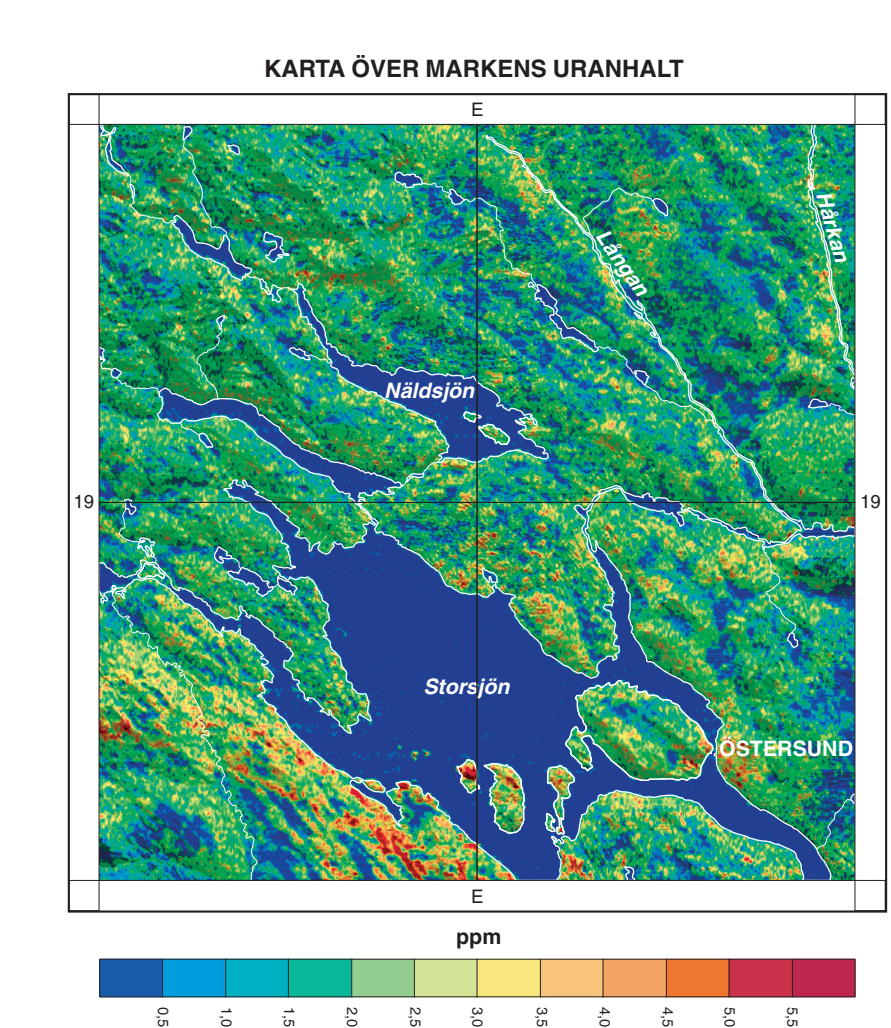 KARTA ÖVER MARKENS URANHALT
E
Hårkan
Långan
Näldsjön
19
19
Storsjön
ÖSTERSUND
E
ppm
0,5
1,0
1,5
2,0
2,5
3,0
3,5
4,0
4,5
5,0
5,5